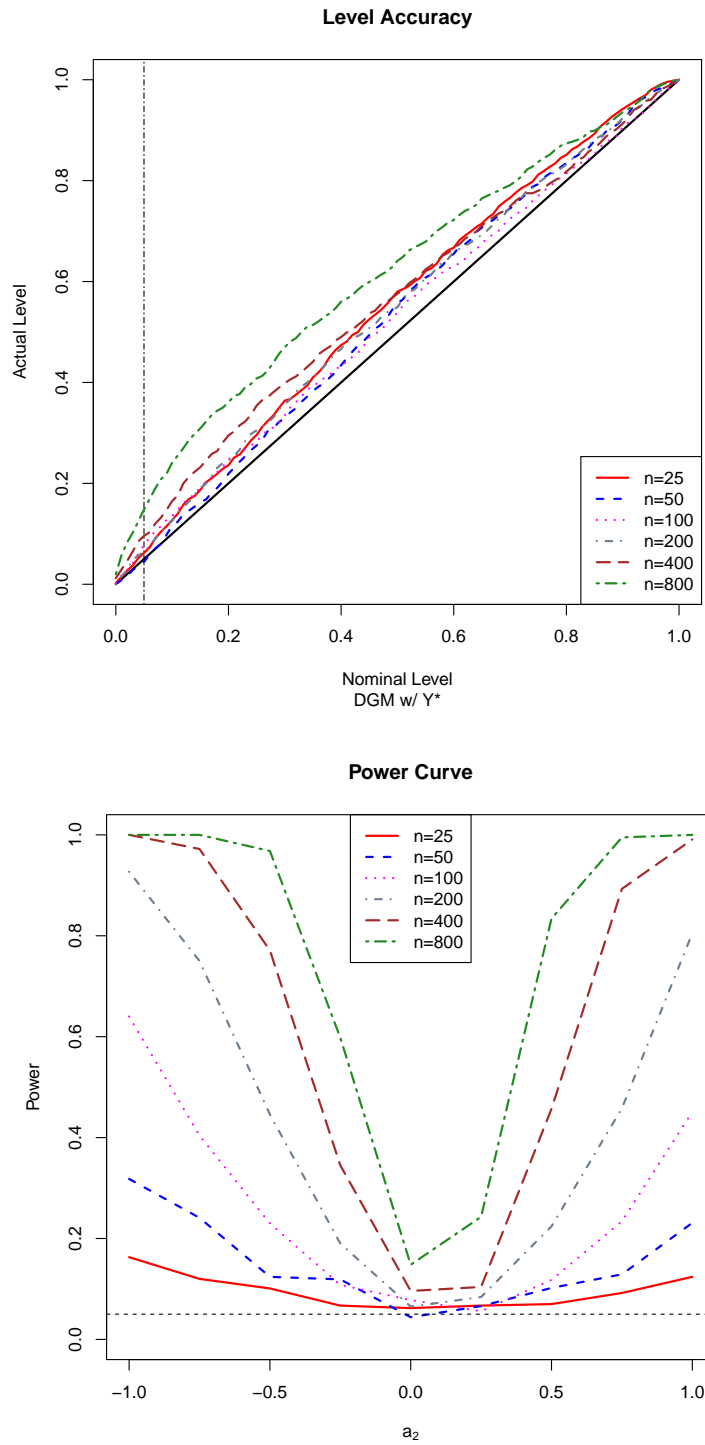 Level Accuracy
Actual Level
1.0
0.8
0.6
0.4
0.2
0.0
n=25
n=50
n=100
n=200
n=400
n=800
0.0 0.2 0.4 0.6 0.8 1.0
Nominal Level
DGM w/ Y*
Power Curve
Power
1.0
0.8
0.6
0.4
0.2
0.0
n=25
n=50
n=100
n=200
n=400
n=800
−1.0 −0.5 0.0 0.5 1.0
a₂